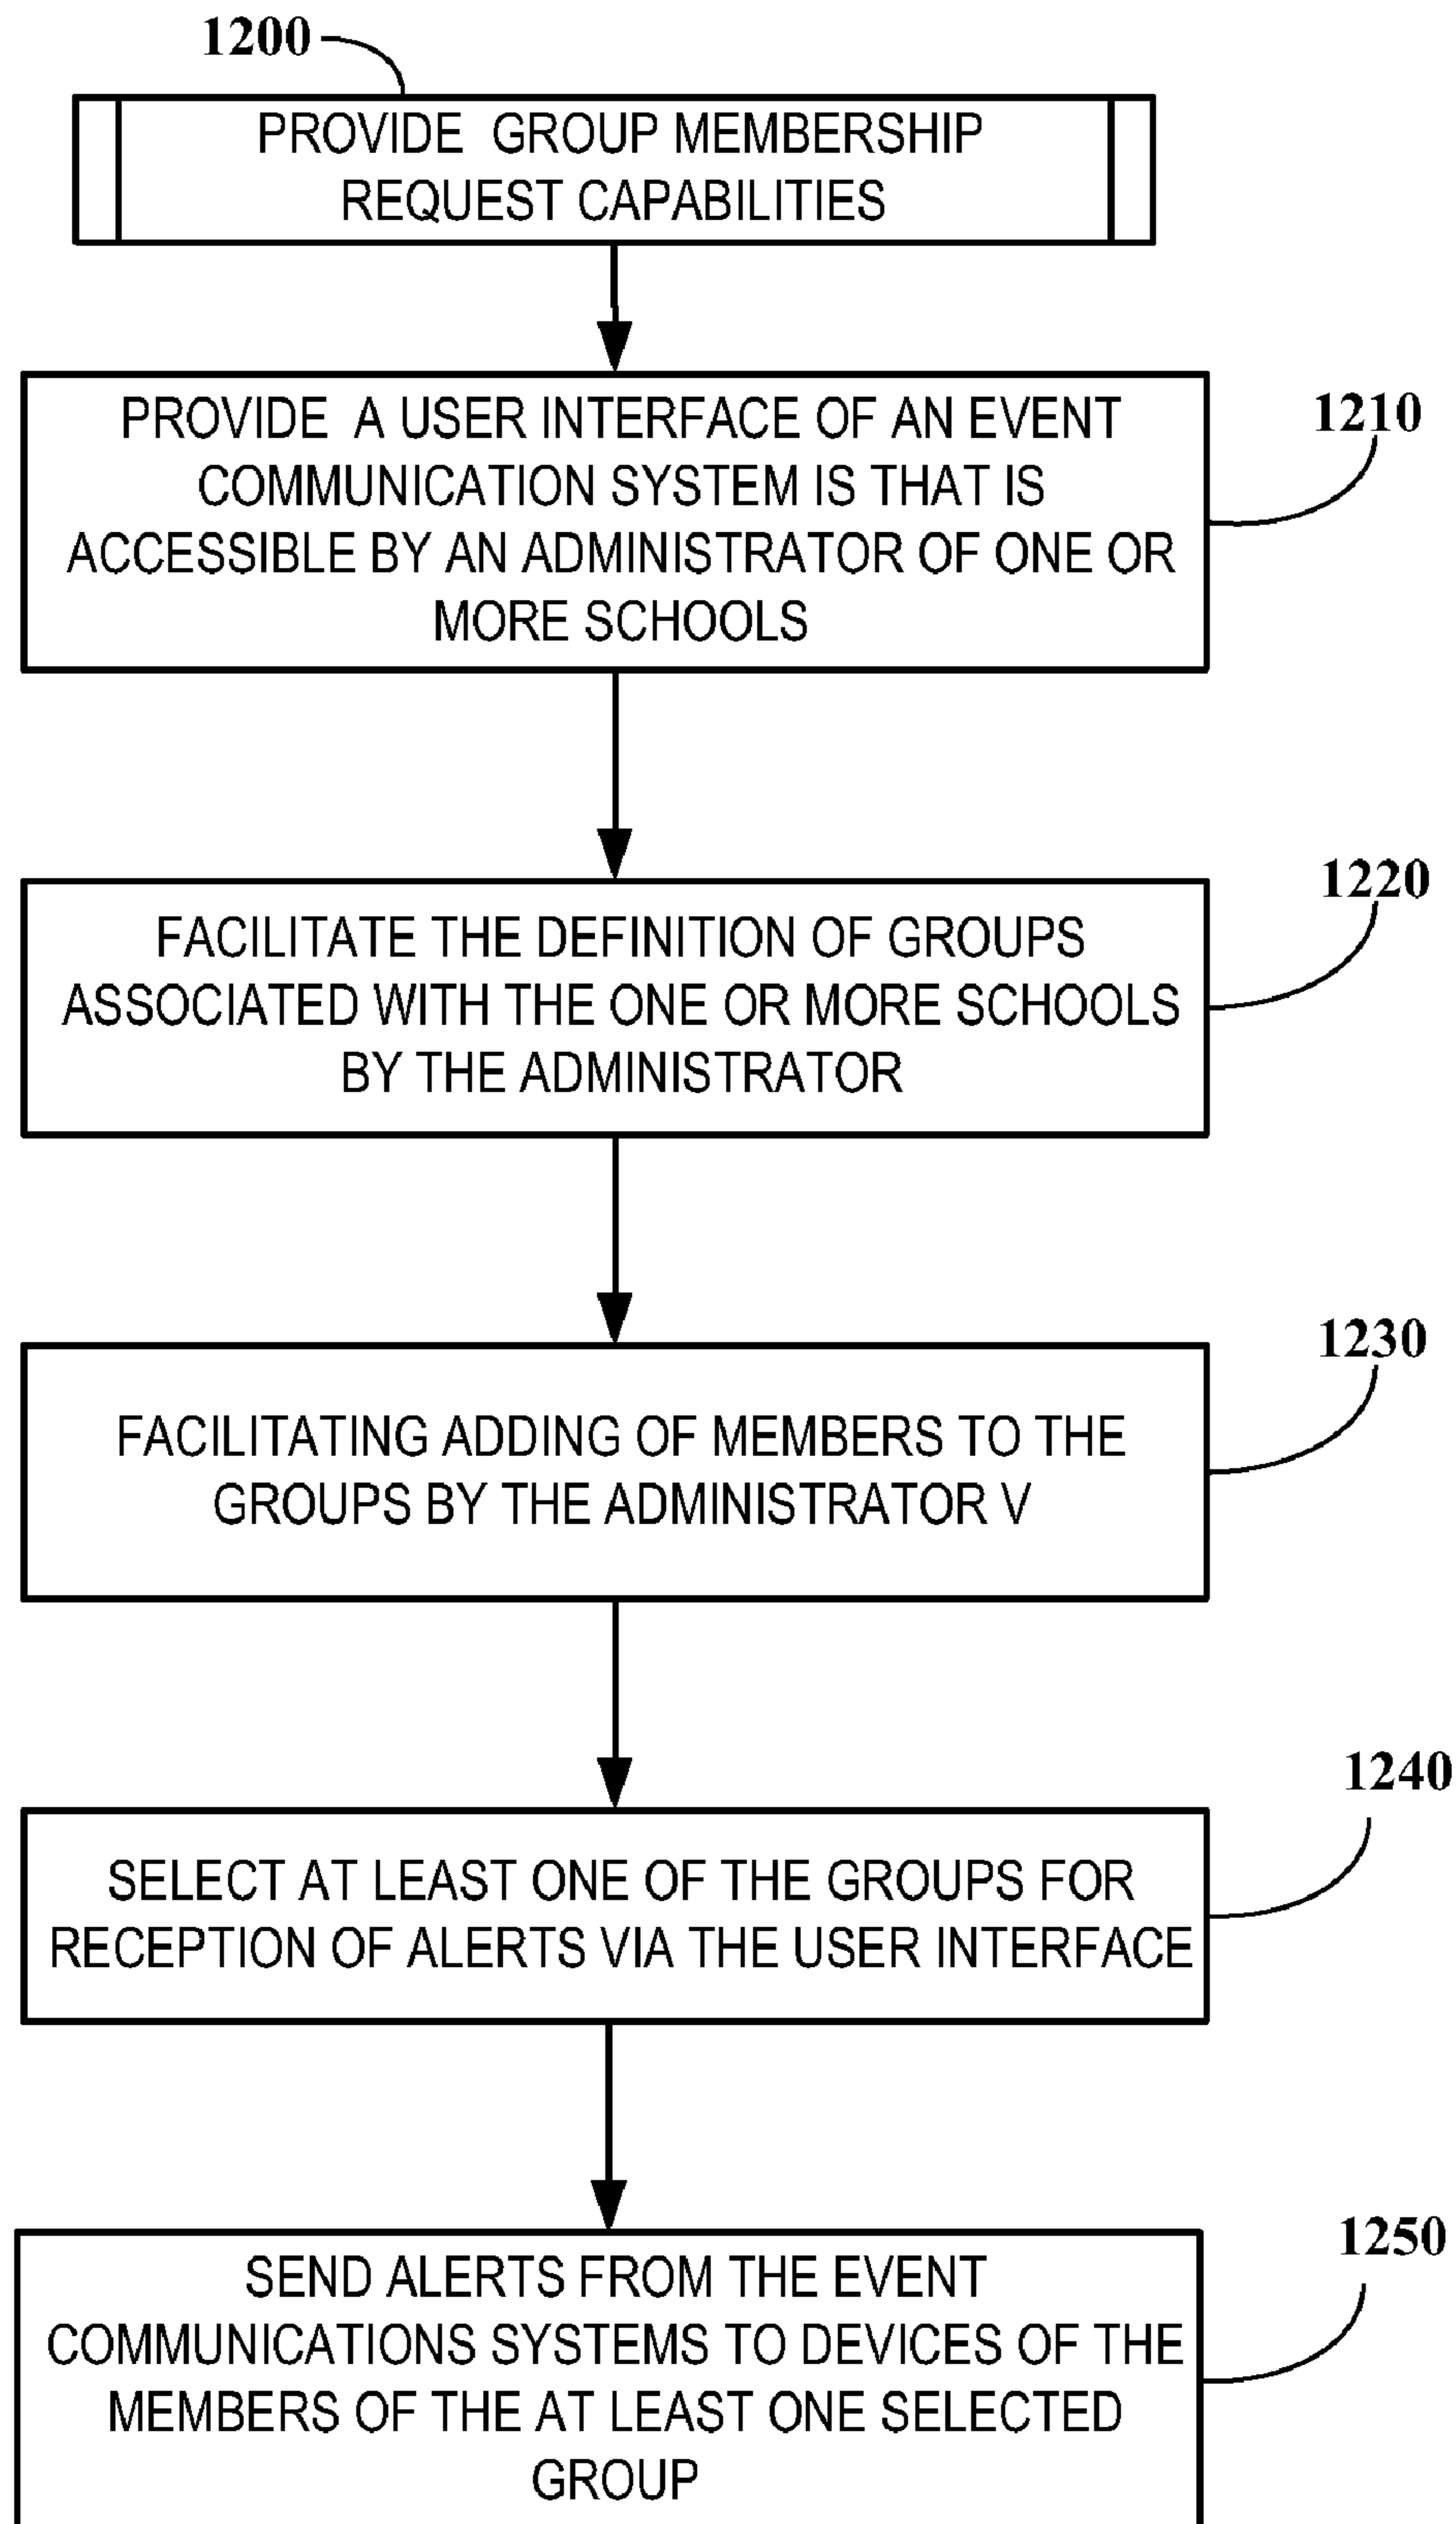 1200
PROVIDE GROUP MEMBERSHIP
REQUEST CAPABILITIES
PROVIDE A USER INTERFACE OF AN EVENT
COMMUNICATION SYSTEM IS THAT IS
ACCESSIBLE BY AN ADMINISTRATOR OF ONE OR
MORE SCHOOLS
1210
FACILITATE THE DEFINITION OF GROUPS
ASSOCIATED WITH THE ONE OR MORE SCHOOLS
BY THE ADMINISTRATOR
1220
FACILITATING ADDING OF MEMBERS TO THE
GROUPS BY THE ADMINISTRATOR V
1230
SELECT AT LEAST ONE OF THE GROUPS FOR
RECEPTION OF ALERTS VIA THE USER INTERFACE
1240
SEND ALERTS FROM THE EVENT
COMMUNICATIONS SYSTEMS TO DEVICES OF THE
MEMBERS OF THE AT LEAST ONE SELECTED
GROUP
1250